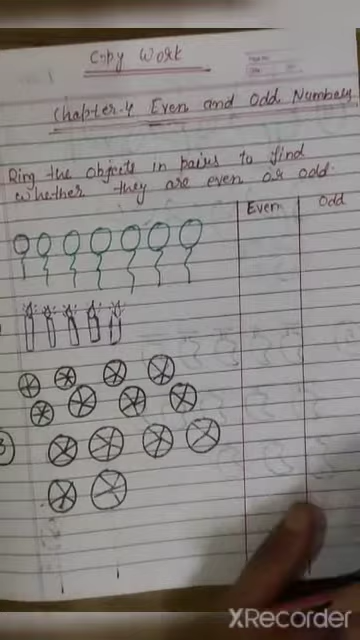 Copy Work
Chapter-4 Even and Odd Numbers
Ring the objects in pairs to find
whether they are even or odd.
Even Odd
3
XRecorder